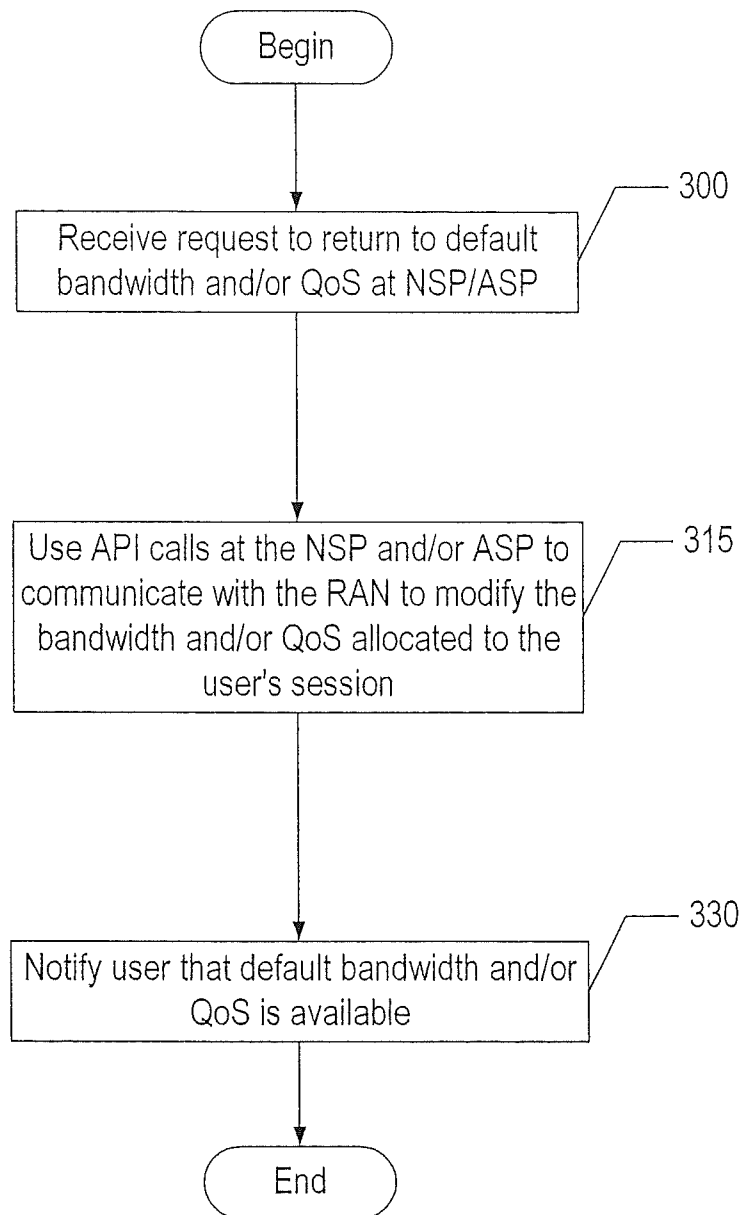 Begin
300
Receive request to return to default
bandwidth and/or QoS at NSP/ASP
315
Use API calls at the NSP and/or ASP to
communicate with the RAN to modify the
bandwidth and/or QoS allocated to the
user's session
330
Notify user that default bandwidth and/or
QoS is available
End